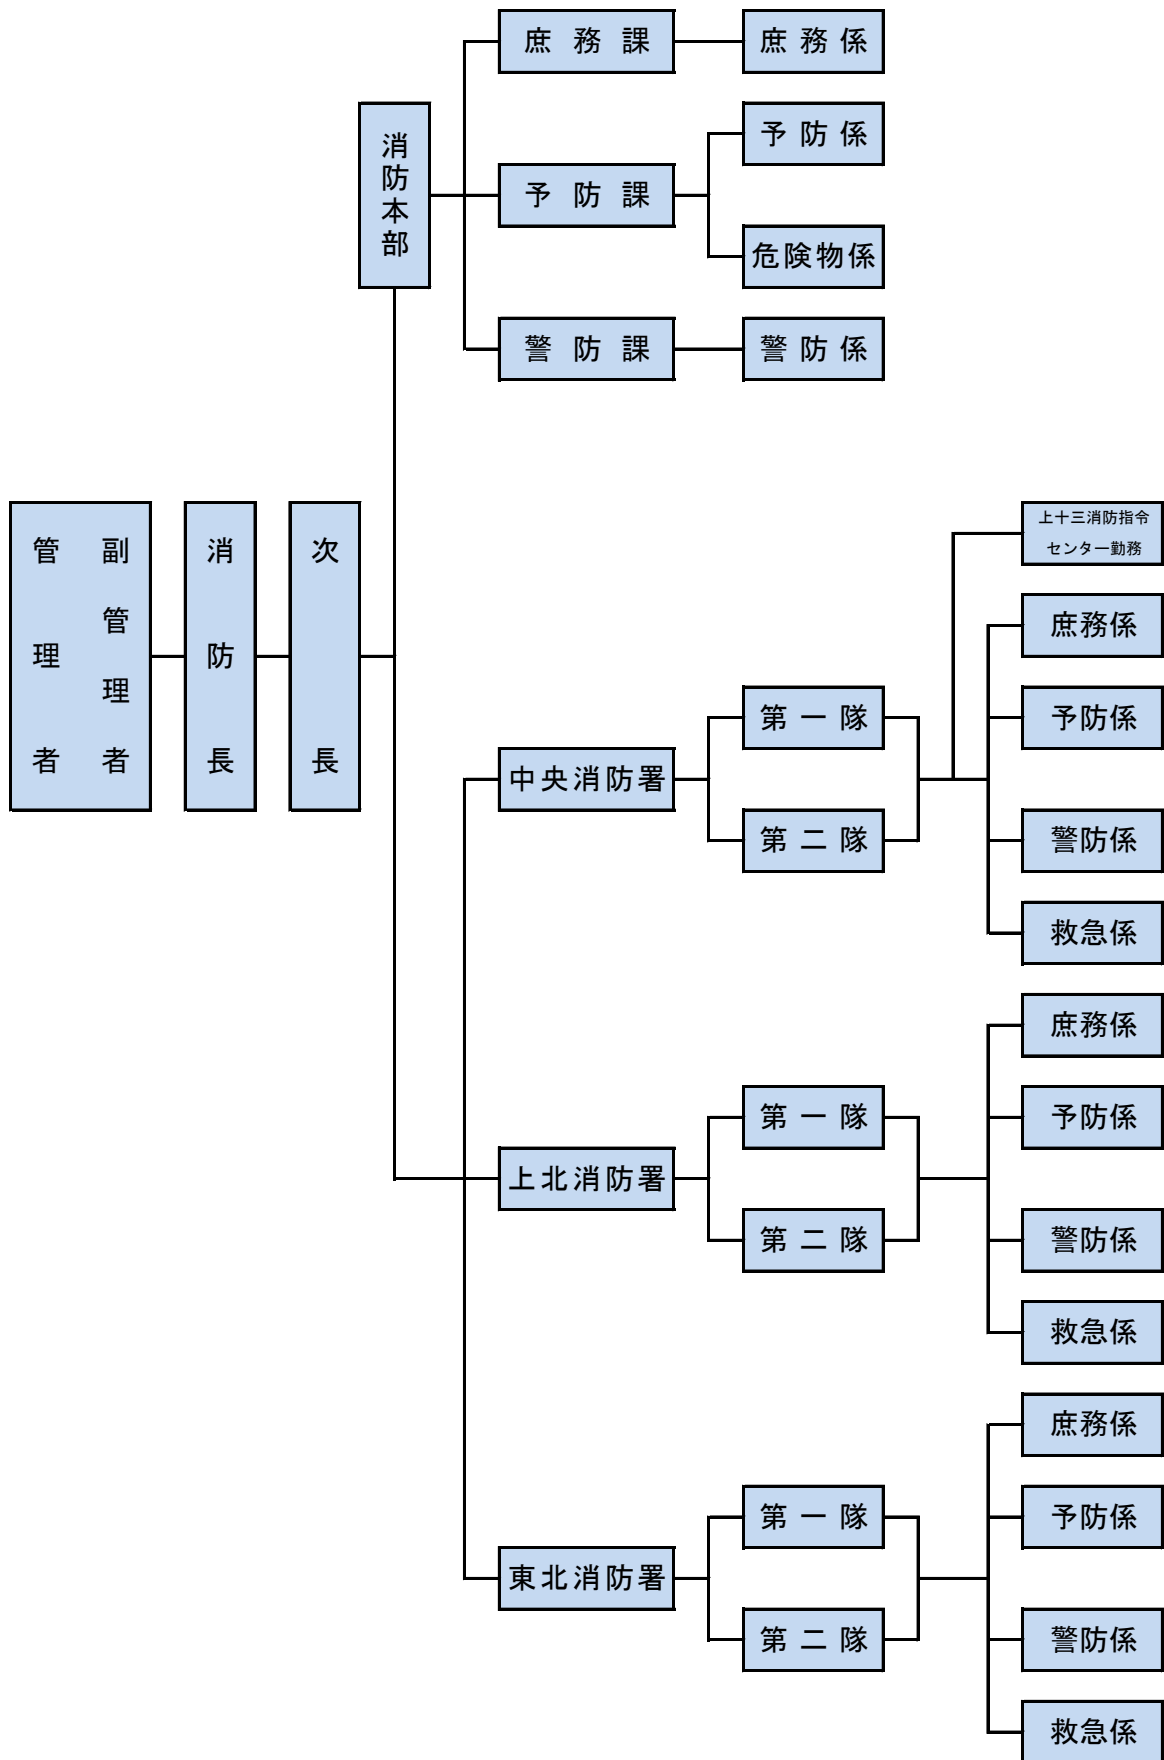 管理者
副管理者
消防長
次長
消防本部
庶務課
庶務係
予防課
予防係
危険物係
警防課
警防係
中央消防署
第一隊
第二隊
上十三消防指令
センター勤務
庶務係
予防係
警防係
救急係
上北消防署
第一隊
第二隊
庶務係
予防係
警防係
救急係
東北消防署
第一隊
第二隊
庶務係
予防係
警防係
救急係